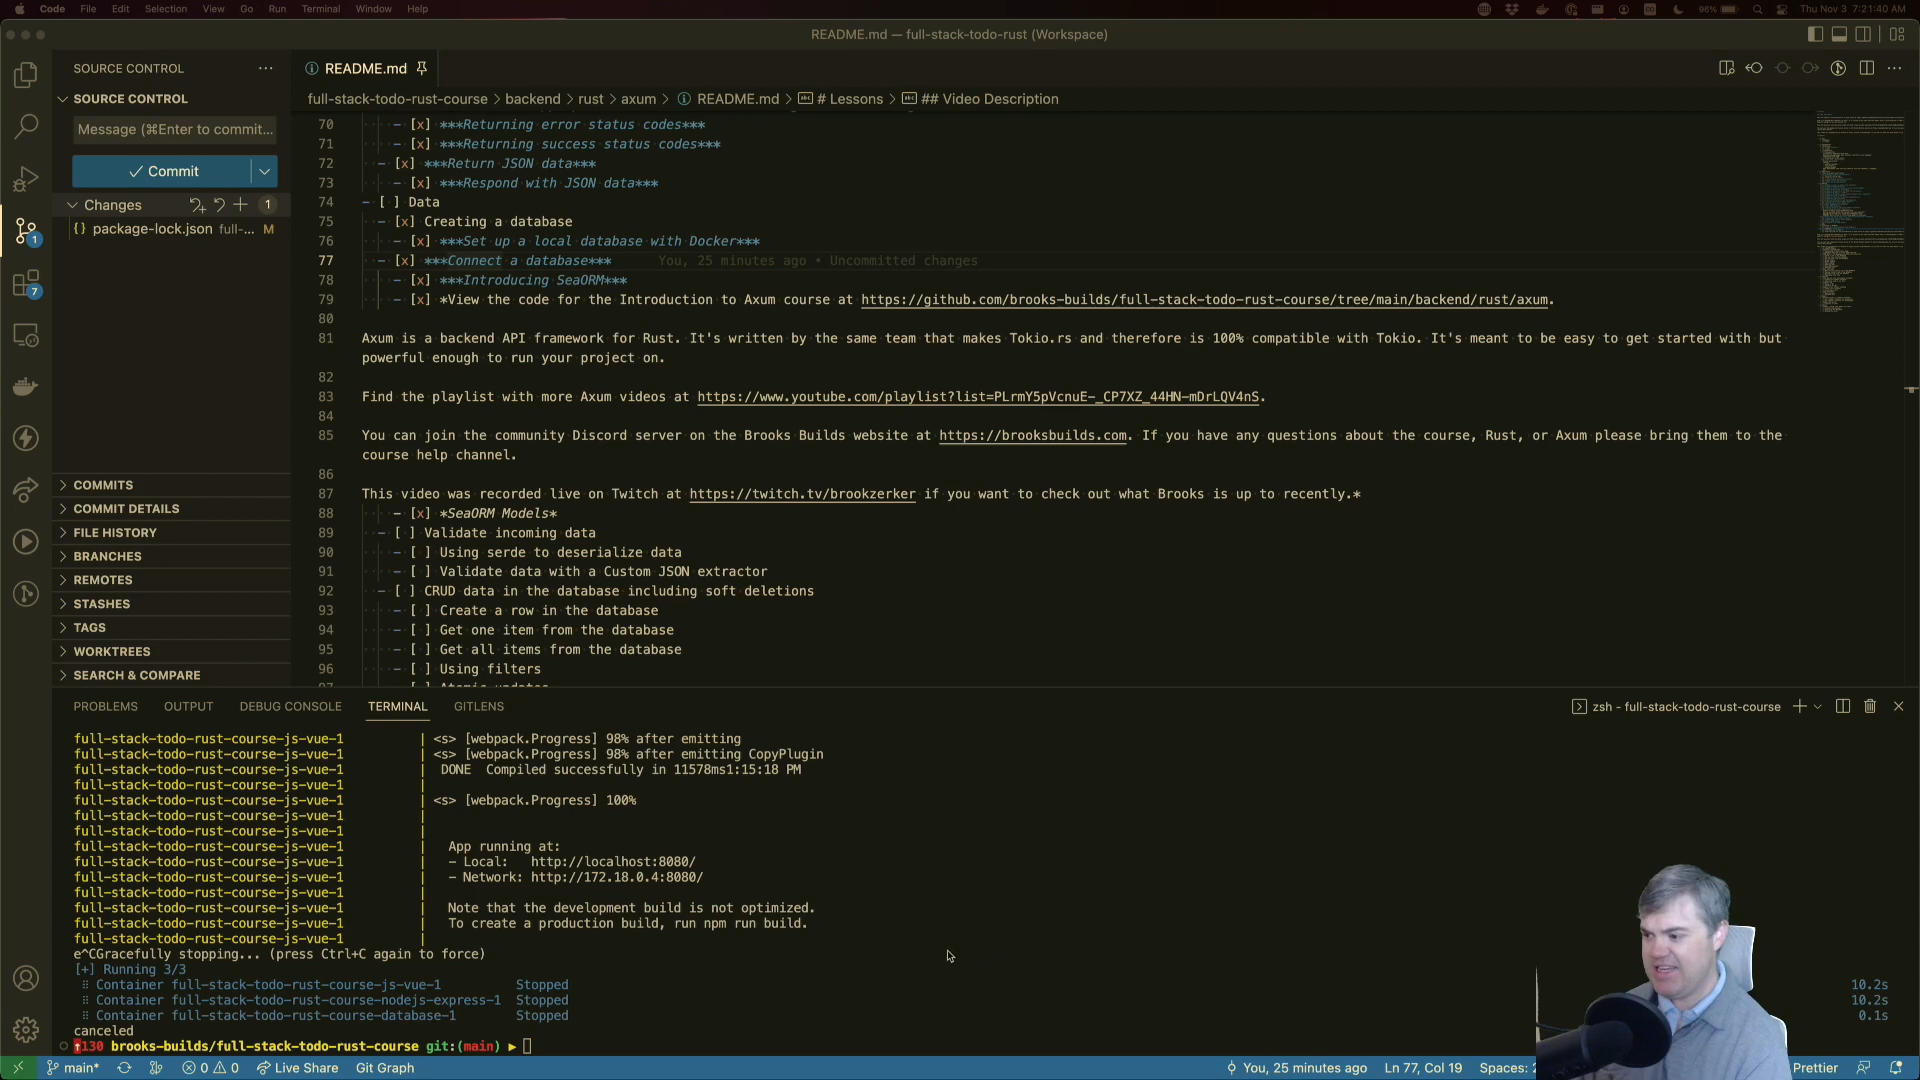 Code File Edit Selection View Go Run Terminal Window Help 96% Thu Nov 3 7:21:40 AM
README.md — full-stack-todo-rust (Workspace)
SOURCE CONTROL
README.md
SOURCE CONTROL
full-stack-todo-rust-course > backend > rust > axum > README.md > # Lessons > ## Video Description
Message (⌘Enter to commit...
Commit
Changes 1
package-lock.json full-... M
70 - [x] ***Returning error status codes***
71 - [x] ***Returning success status codes***
72 - [x] ***Return JSON data***
73 - [x] ***Respond with JSON data***
74 - [ ] Data
75 - [x] Creating a database
76 - [x] ***Set up a local database with Docker***
77 - [x] ***Connect a database*** You, 25 minutes ago • Uncommitted changes
78 - [x] ***Introducing SeaORM***
79 - [x] *View the code for the Introduction to Axum course at https://github.com/brooks-builds/full-stack-todo-rust-course/tree/main/backend/rust/axum.
80
81 Axum is a backend API framework for Rust. It's written by the same team that makes Tokio.rs and therefore is 100% compatible with Tokio. It's meant to be easy to get started with but
powerful enough to run your project on.
82
83 Find the playlist with more Axum videos at https://www.youtube.com/playlist?list=PLrmY5pVcnuE-_CP7XZ_44HN-mDrLQV4nS.
84
85 You can join the community Discord server on the Brooks Builds website at https://brooksbuilds.com. If you have any questions about the course, Rust, or Axum please bring them to the
course help channel.
86
87 This video was recorded live on Twitch at https://twitch.tv/brookzerker if you want to check out what Brooks is up to recently.*
88 - [x] *SeaORM Models*
89 - [ ] Validate incoming data
90 - [ ] Using serde to deserialize data
91 - [ ] Validate data with a Custom JSON extractor
92 - [ ] CRUD data in the database including soft deletions
93 - [ ] Create a row in the database
94 - [ ] Get one item from the database
95 - [ ] Get all items from the database
96 - [ ] Using filters
97 - [ ] Atomic updates
COMMITS
COMMIT DETAILS
FILE HISTORY
BRANCHES
REMOTES
STASHES
TAGS
WORKTREES
SEARCH & COMPARE
1
7
PROBLEMS OUTPUT DEBUG CONSOLE TERMINAL GITLENS zsh - full-stack-todo-rust-course
full-stack-todo-rust-course-js-vue-1 | <s> [webpack.Progress] 98% after emitting
full-stack-todo-rust-course-js-vue-1 | <s> [webpack.Progress] 98% after emitting CopyPlugin
full-stack-todo-rust-course-js-vue-1 | DONE Compiled successfully in 11578ms1:15:18 PM
full-stack-todo-rust-course-js-vue-1 |
full-stack-todo-rust-course-js-vue-1 | <s> [webpack.Progress] 100%
full-stack-todo-rust-course-js-vue-1 |
full-stack-todo-rust-course-js-vue-1 |
full-stack-todo-rust-course-js-vue-1 | App running at:
full-stack-todo-rust-course-js-vue-1 | - Local: http://localhost:8080/
full-stack-todo-rust-course-js-vue-1 | - Network: http://172.18.0.4:8080/
full-stack-todo-rust-course-js-vue-1 |
full-stack-todo-rust-course-js-vue-1 | Note that the development build is not optimized.
full-stack-todo-rust-course-js-vue-1 | To create a production build, run npm run build.
full-stack-todo-rust-course-js-vue-1 |
e^CGracefully stopping... (press Ctrl+C again to force)
[+] Running 3/3
⠿ Container full-stack-todo-rust-course-js-vue-1 Stopped 10.2s
⠿ Container full-stack-todo-rust-course-nodejs-express-1 Stopped 10.2s
⠿ Container full-stack-todo-rust-course-database-1 Stopped 0.1s
canceled
↑130 brooks-builds/full-stack-todo-rust-course git:(main) ▶
main* 0 0 Live Share Git Graph You, 25 minutes ago Ln 77, Col 19 Spaces: Prettier